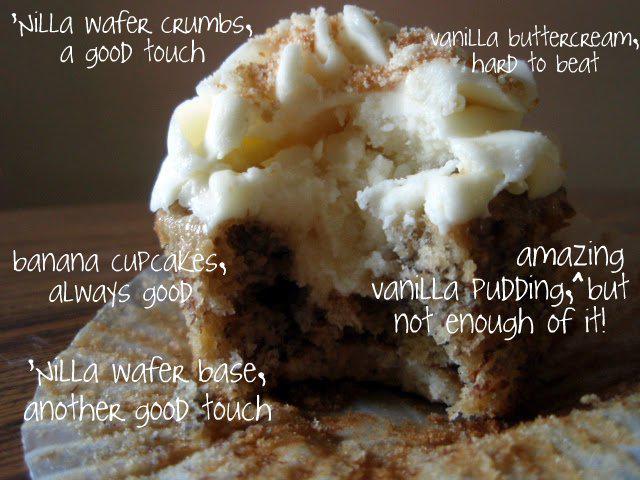 'Nilla wafer crumbs,
a good touch
vanilla buttercream,
hard to beat
banana cupcakes,
always good
amazing
vanilla pudding,^but
not enough of it!
'Nilla wafer base,
another good touch